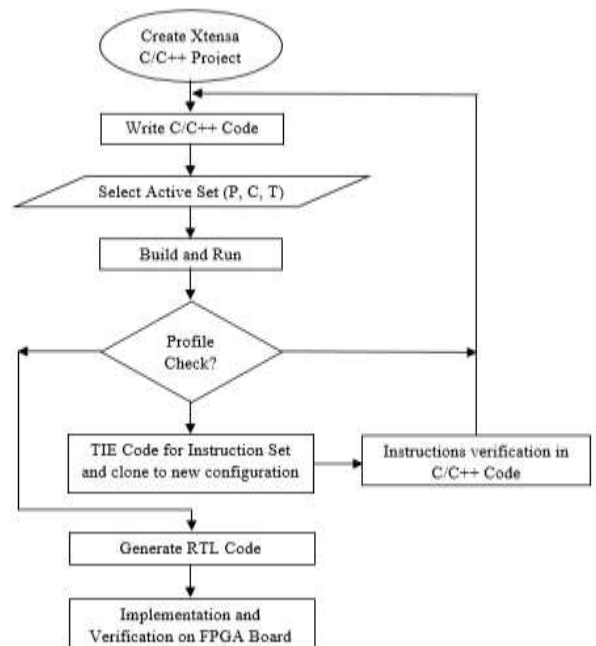 Create Xtensa
C/C++ Project
Write C/C++ Code
Select Active Set (P, C, T)
Build and Run
Profile
Check?
TIE Code for Instruction Set
and clone to new configuration
Instructions verification in
C/C++ Code
Generate RTL Code
Implementation and
Verification on FPGA Board